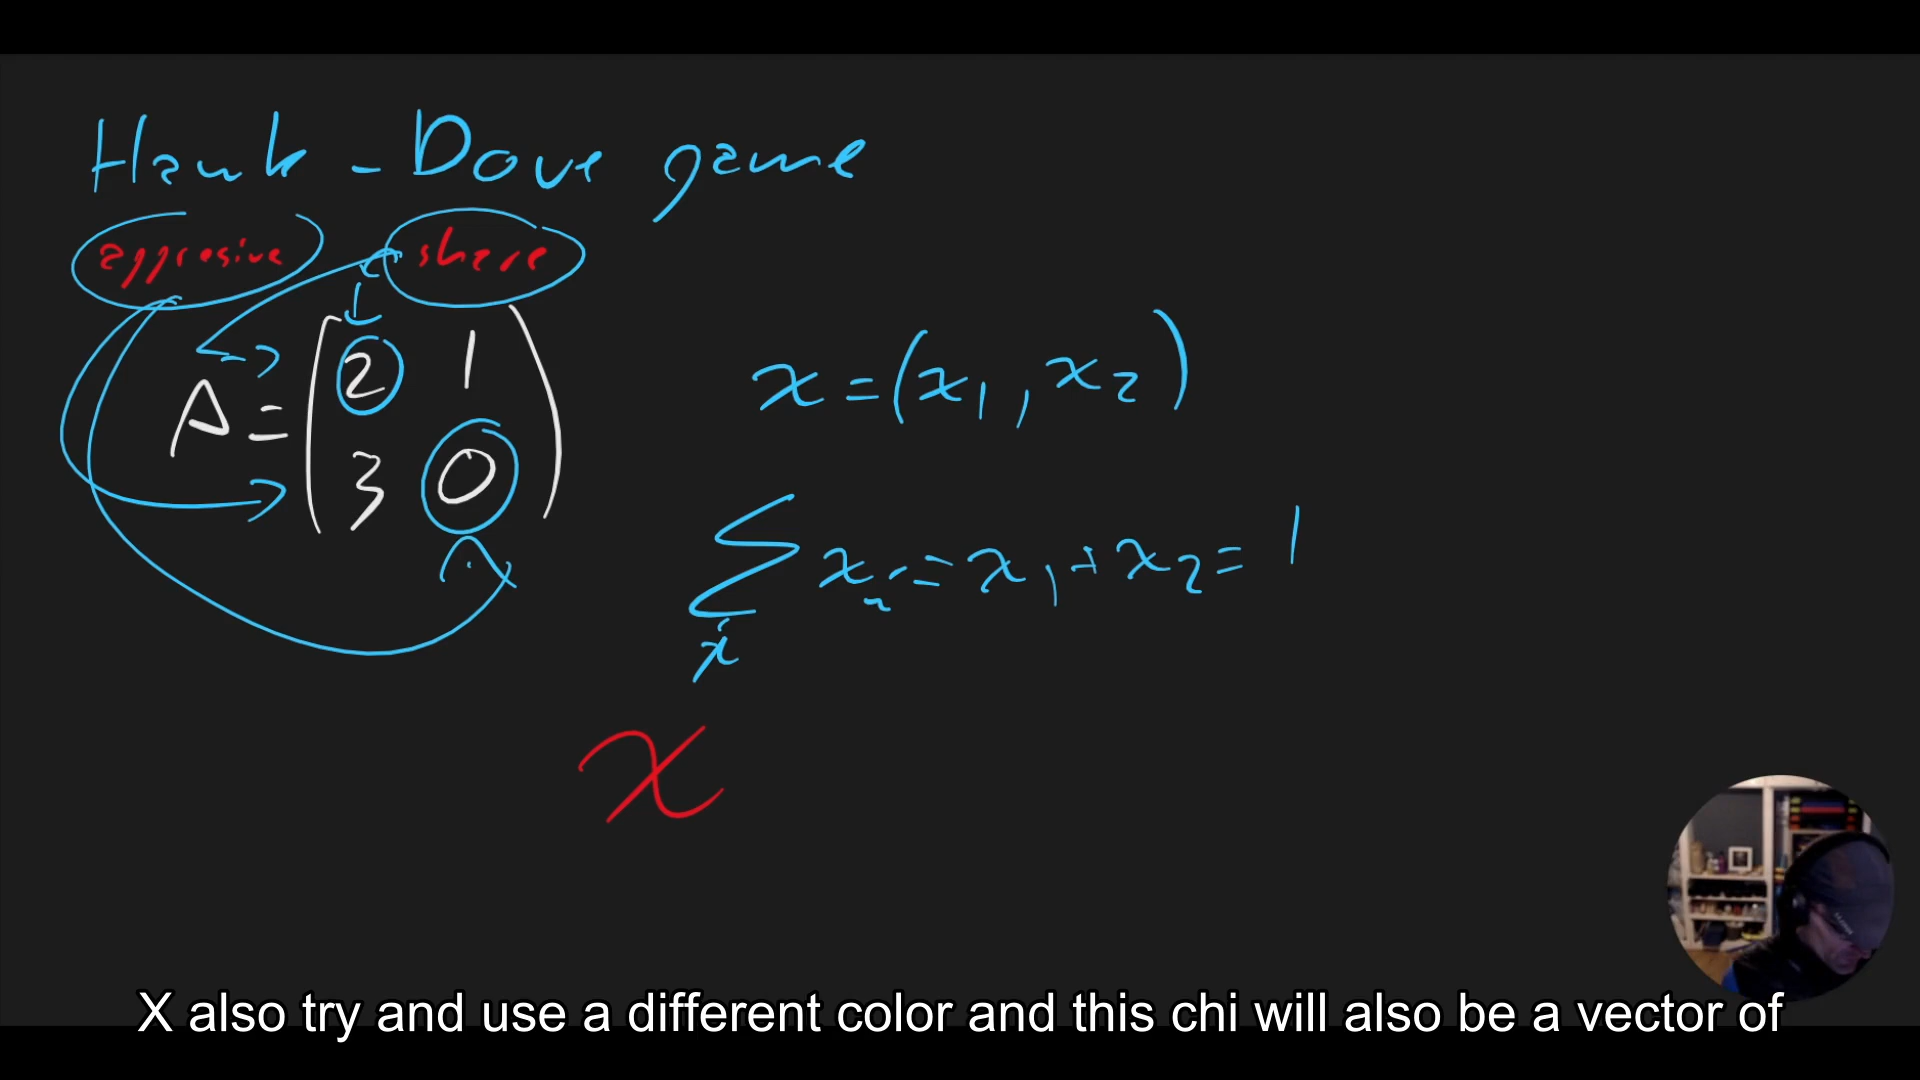 Hawk - Dove game
aggresive share
A = ( 2 1
3 0 )
x = (x₁, x₂)
∑ᵢ xᵢ = x₁ + x₂ = 1
χ
X also try and use a different color and this chi will also be a vector of